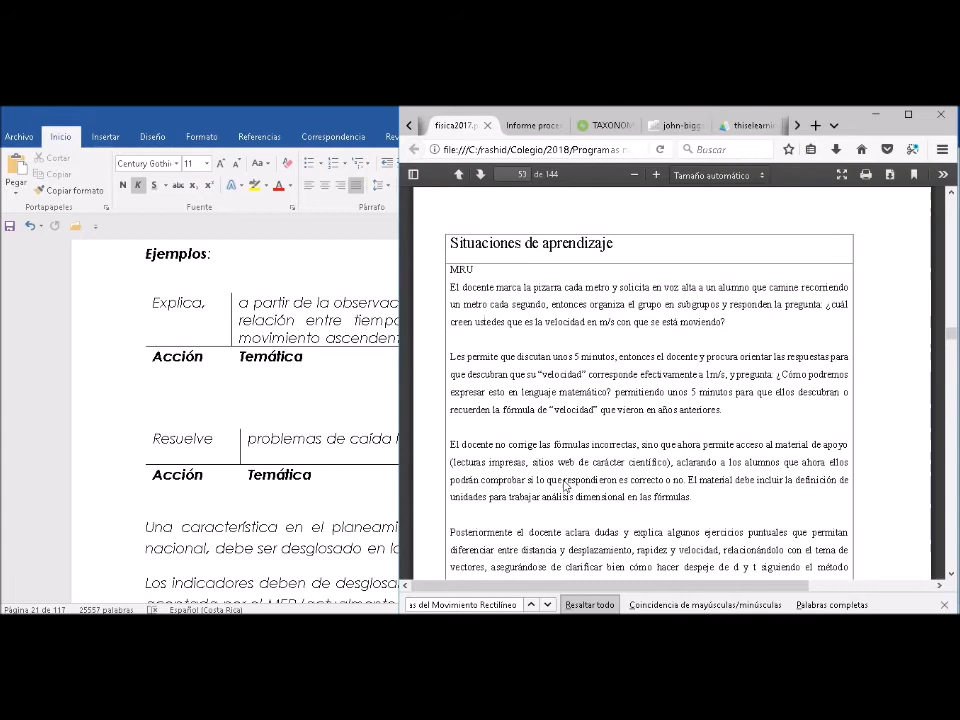 Archivo Inicio Insertar Diseño Formato Referencias Correspondencia Rev
Pegar
Cortar
Copiar
Copiar formato
Portapapeles
Century Gothic 11
N K S abc x₂ x²
Fuente
Párrafo
Ejemplos:
Explica, a partir de la observac
relación entre tiempo
movimiento ascendent
Acción Temática
Resuelve problemas de caída l
Acción Temática
Una característica en el planeami
nacional, debe ser desglosado en la
Los indicadores deben de desglosa
Página 21 de 117 25557 palabras Español (Costa Rica)
fisica2017.p Informe proce TAXONOM john-bigg thiselearni
file:///C:/rashid/Colegio/2018/Programas n Buscar
53 de 144 Tamaño automático
Situaciones de aprendizaje
MRU
El docente marca la pizarra cada metro y solicita en voz alta a un alumno que camine recorriendo
un metro cada segundo, entonces organiza el grupo en subgrupos y responden la pregunta: ¿cuál
creen ustedes que es la velocidad en m/s con que se está moviendo?
Les permite que discutan unos 5 minutos, entonces el docente y procura orientar las respuestas para
que descubran que su “velocidad” corresponde efectivamente a 1m/s, y pregunta: ¿Cómo podremos
expresar esto en lenguaje matemático? permitiendo unos 5 minutos para que ellos descubran o
recuerden la fórmula de “velocidad” que vieron en años anteriores.
El docente no corrige las fórmulas incorrectas, sino que ahora permite acceso al material de apoyo
(lecturas impresas, sitios web de carácter científico), aclarando a los alumnos que ahora ellos
podrán comprobar si lo que respondieron es correcto o no. El material debe incluir la definición de
unidades para trabajar análisis dimensional en las fórmulas.
Posteriormente el docente aclara dudas y explica algunos ejercicios puntuales que permitan
diferenciar entre distancia y desplazamiento, rapidez y velocidad, relacionándolo con el tema de
vectores, asegurándose de clarificar bien cómo hacer despeje de d y t siguiendo el método
as del Movimiento Rectilíneo Resaltar todo Coincidencia de mayúsculas/minúsculas Palabras completas